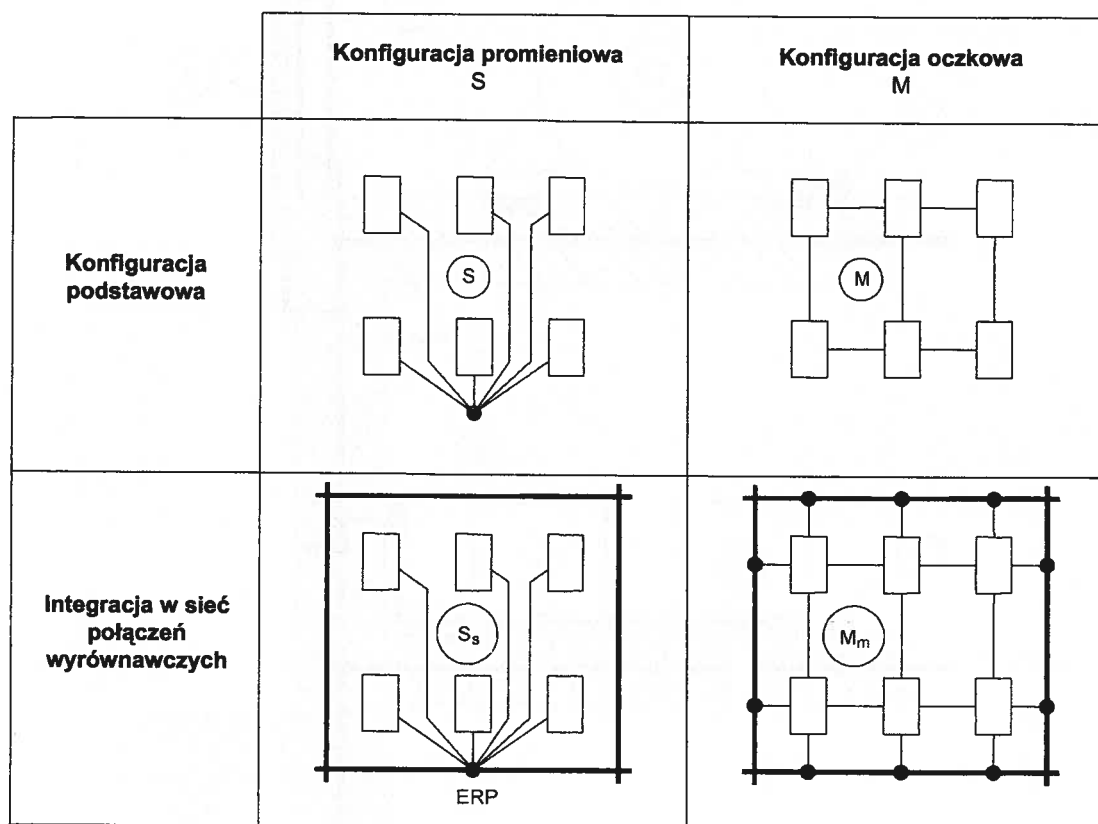 Konfiguracja promieniowa
S
Konfiguracja oczkowa
M
Konfiguracja
podstawowa
S
M
Integracja w sieć
połączeń
wyrównawczych
Ss
Mm
ERP